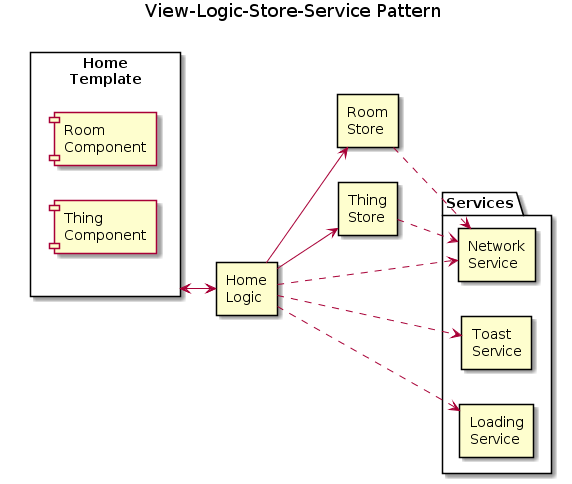 View-Logic-Store-Service Pattern
Home
Template
Room
Component
Thing
Component
Home
Logic
Room
Store
Thing
Store
Services
Network
Service
Toast
Service
Loading
Service